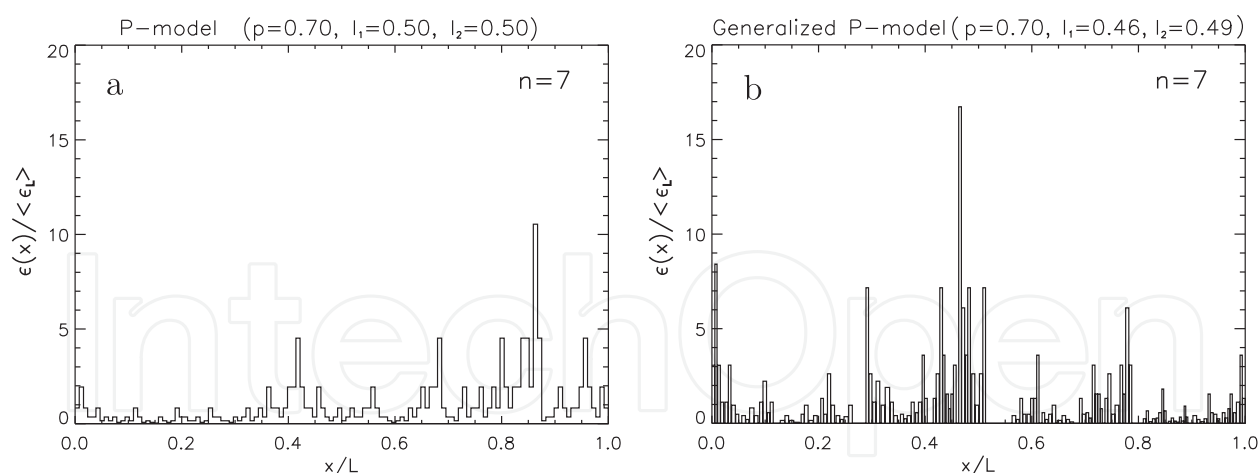 P-model (p=0.70, l₁=0.50, l₂=0.50)
a
n=7
20
15
10
5
0
ϵ(x)/<ϵL>
0.0 0.2 0.4 0.6 0.8 1.0
x/L
Generalized P-model(p=0.70, l₁=0.46, l₂=0.49)
b
n=7
20
15
10
5
0
ϵ(x)/<ϵL>
0.0 0.2 0.4 0.6 0.8 1.0
x/L
IntechOpen